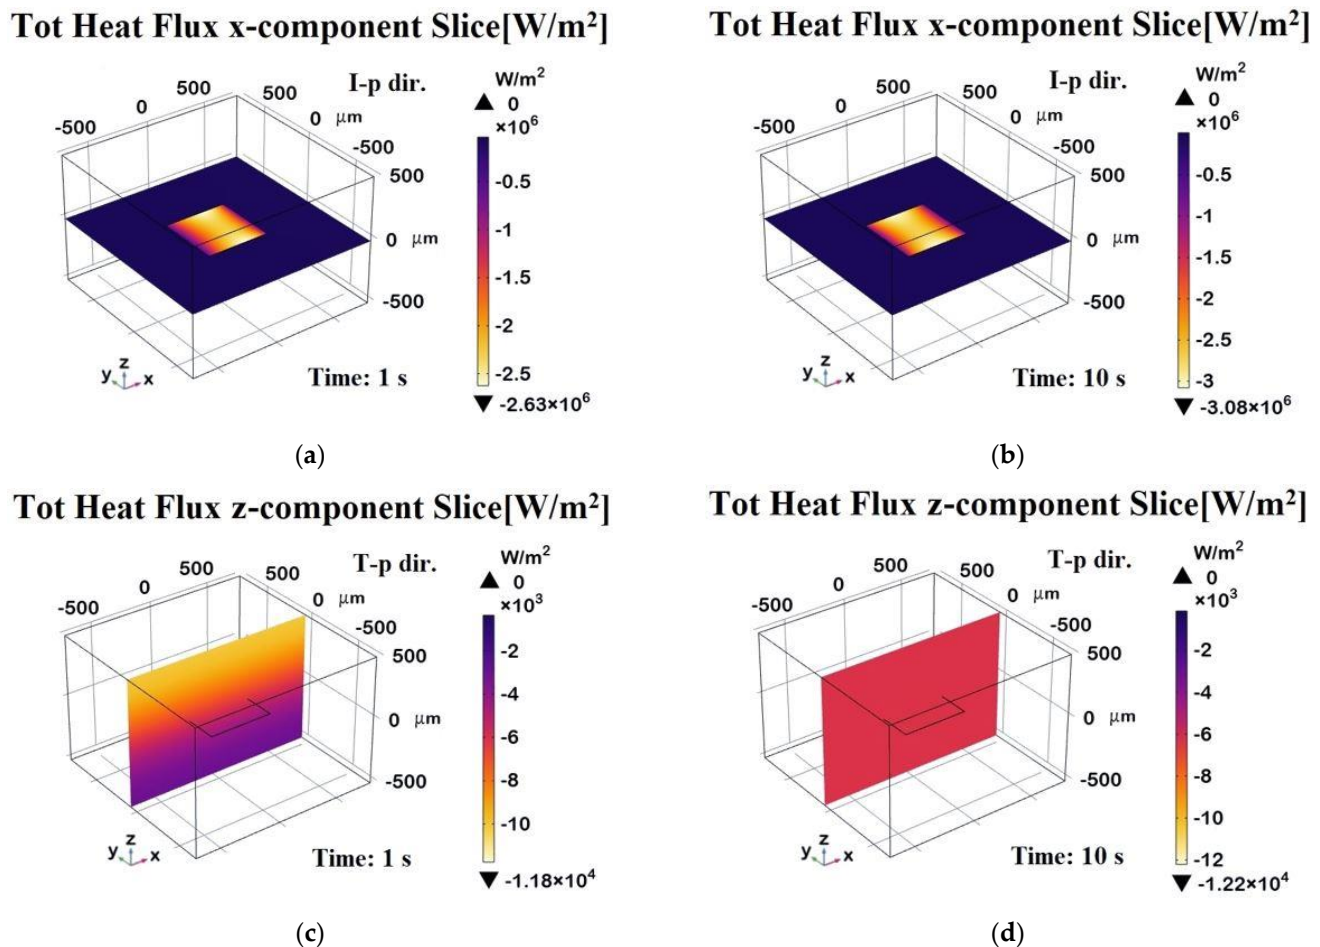 Tot Heat Flux x-component Slice[W/m²]
I-p dir.
500
0
-500
500
0 μm
-500
500
0 μm
-500
W/m²
▲ 0
×10⁶
-0.5
-1
-1.5
-2
-2.5
▼ -2.63×10⁶
y z x
Time: 1 s
(a)
Tot Heat Flux x-component Slice[W/m²]
I-p dir.
500
0
-500
500
0 μm
-500
500
0 μm
-500
W/m²
▲ 0
×10⁶
-0.5
-1
-1.5
-2
-2.5
-3
▼ -3.08×10⁶
y z x
Time: 10 s
(b)
Tot Heat Flux z-component Slice[W/m²]
T-p dir.
500
0
-500
500
0 μm
-500
500
0 μm
-500
W/m²
▲ 0
×10³
-2
-4
-6
-8
-10
▼ -1.18×10⁴
y z x
Time: 1 s
(c)
Tot Heat Flux z-component Slice[W/m²]
T-p dir.
500
0
-500
500
0 μm
-500
500
0 μm
-500
W/m²
▲ 0
×10³
-2
-4
-6
-8
-10
-12
▼ -1.22×10⁴
y z x
Time: 10 s
(d)